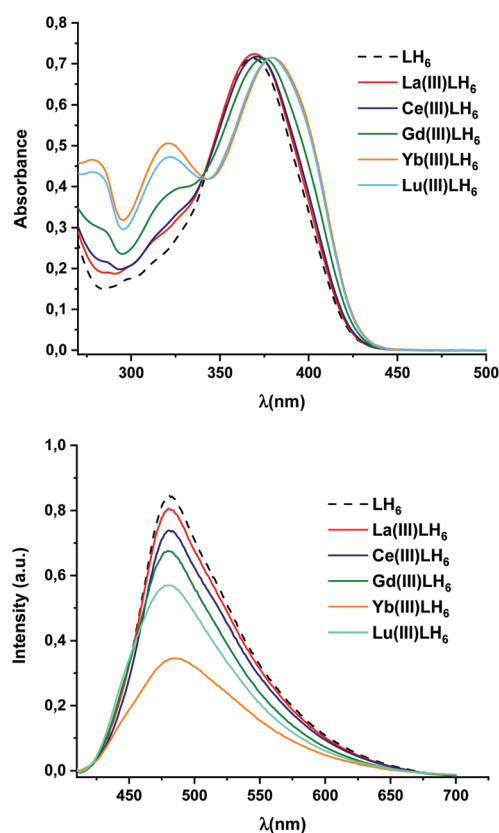 0,8
0,7
0,6
0,5
0,4
0,3
0,2
0,1
0,0
Absorbance
LH6
La(III)LH6
Ce(III)LH6
Gd(III)LH6
Yb(III)LH6
Lu(III)LH6
300 350 400 450 500
λ(nm)
1,0
0,8
0,6
0,4
0,2
0,0
Intensity (a.u.)
LH6
La(III)LH6
Ce(III)LH6
Gd(III)LH6
Yb(III)LH6
Lu(III)LH6
450 500 550 600 650 700
λ(nm)